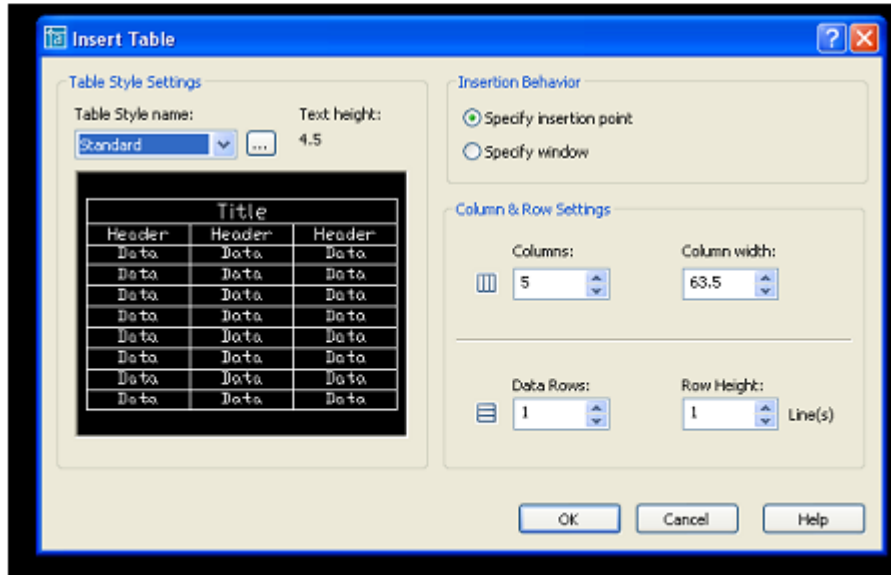 Insert Table
Table Style Settings
Table Style name:
Text height:
Standard
...
4.5
Title
Header Header Header
Data Data Data
Data Data Data
Data Data Data
Data Data Data
Data Data Data
Data Data Data
Data Data Data
Data Data Data
Insertion Behavior
Specify insertion point
Specify window
Column & Row Settings
Columns:
Column width:
5
63.5
Data Rows:
Row Height:
1
1
Line(s)
OK
Cancel
Help